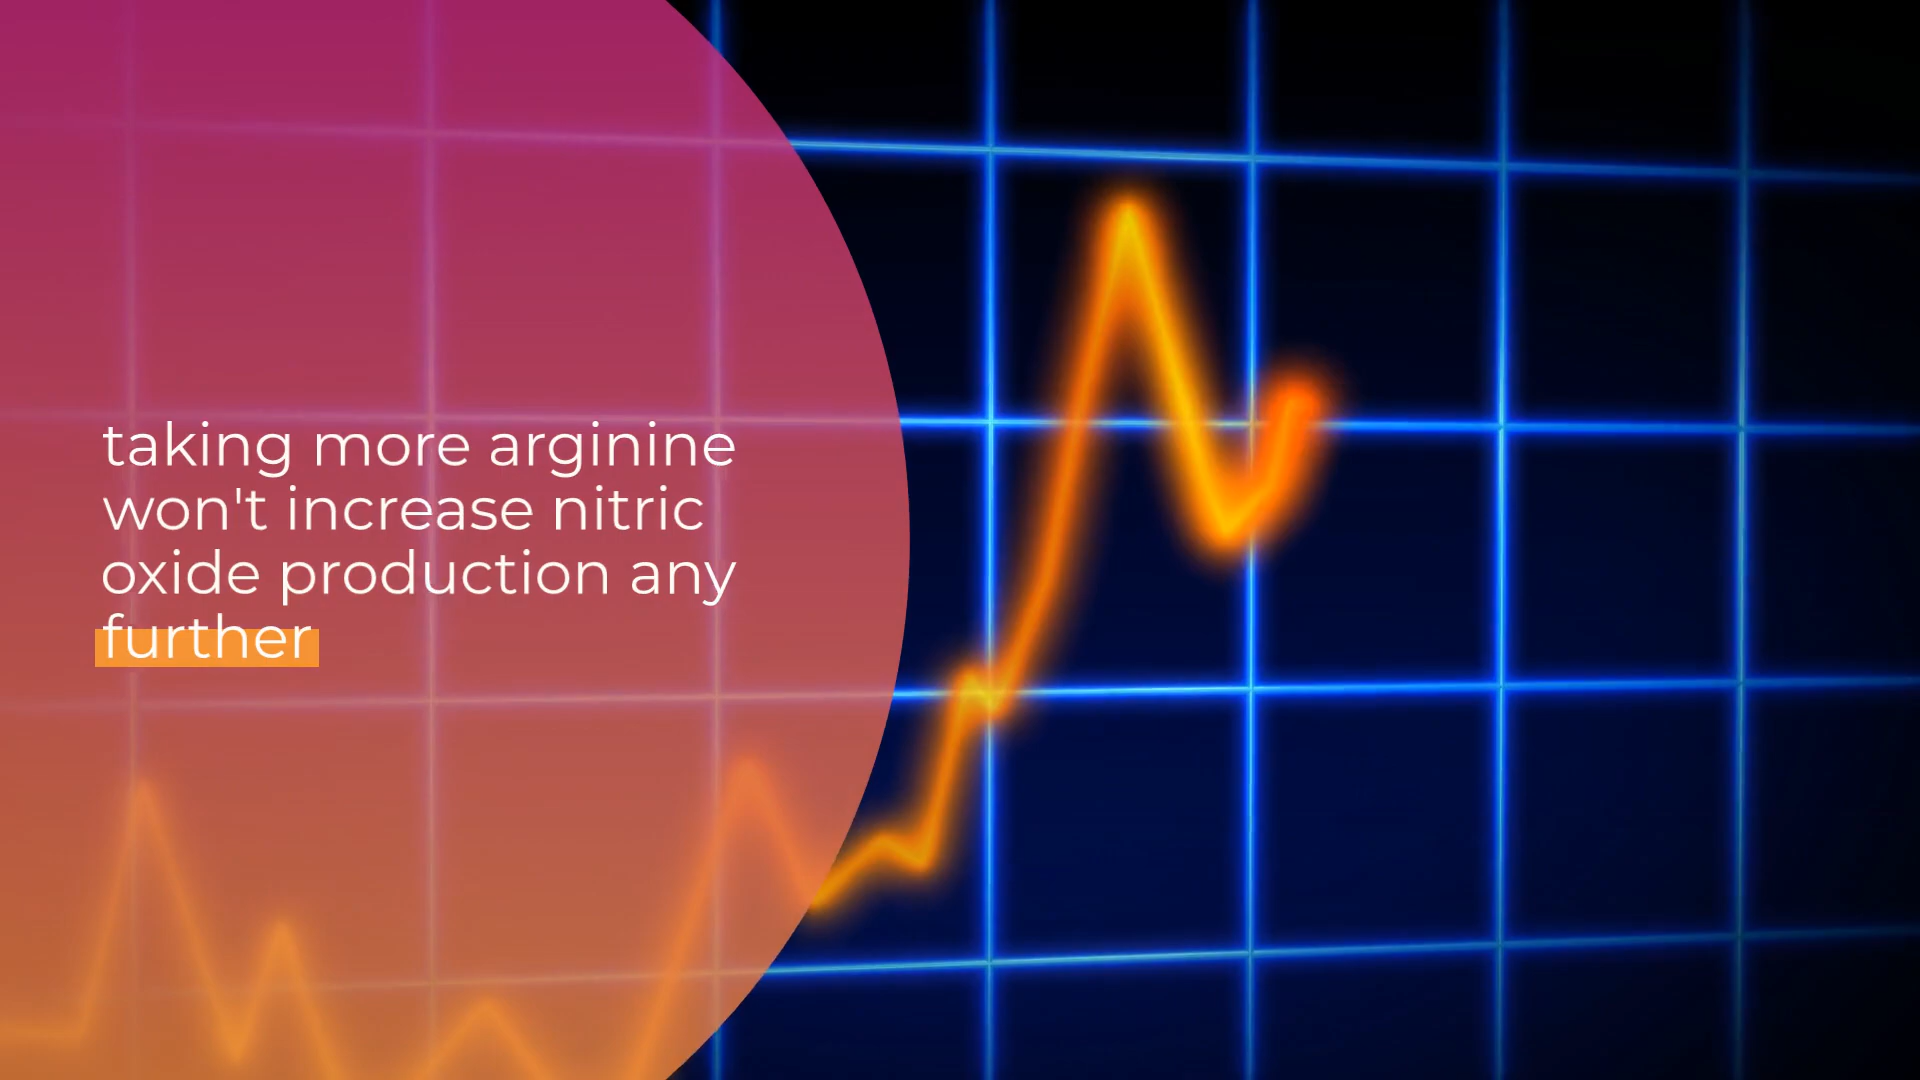 taking more arginine
won't increase nitric
oxide production any
further